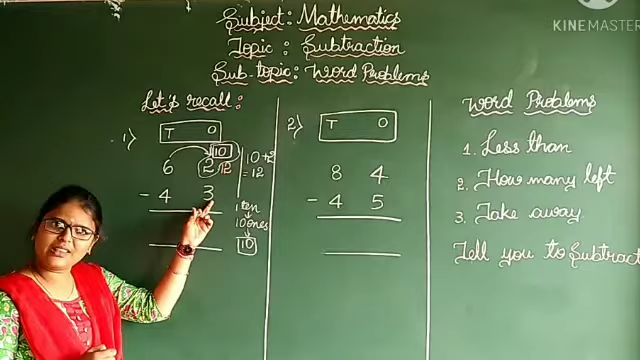 Subject: Mathematics
Topic: Subtraction
Sub-topic: Word Problems
Let's recall:
1)
T O
10
6 2 12
- 4 3
10+2
=12
1 ten
10 ones
10
2)
T O
8 4
- 4 5
Word Problems
1. Less than
2. How many left
3. Take away
Tell you to Subtract
KINEMASTER